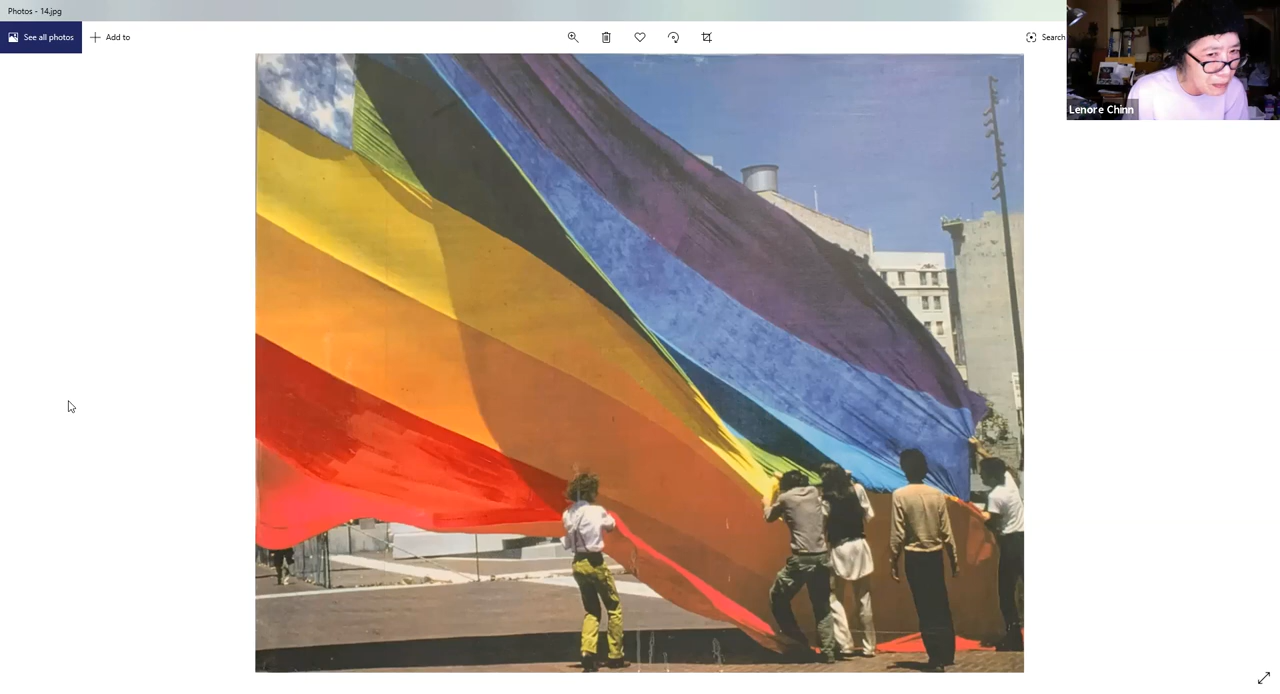 Photos - 14.jpg
See all photos
Add to
Search
Lenore Chinn